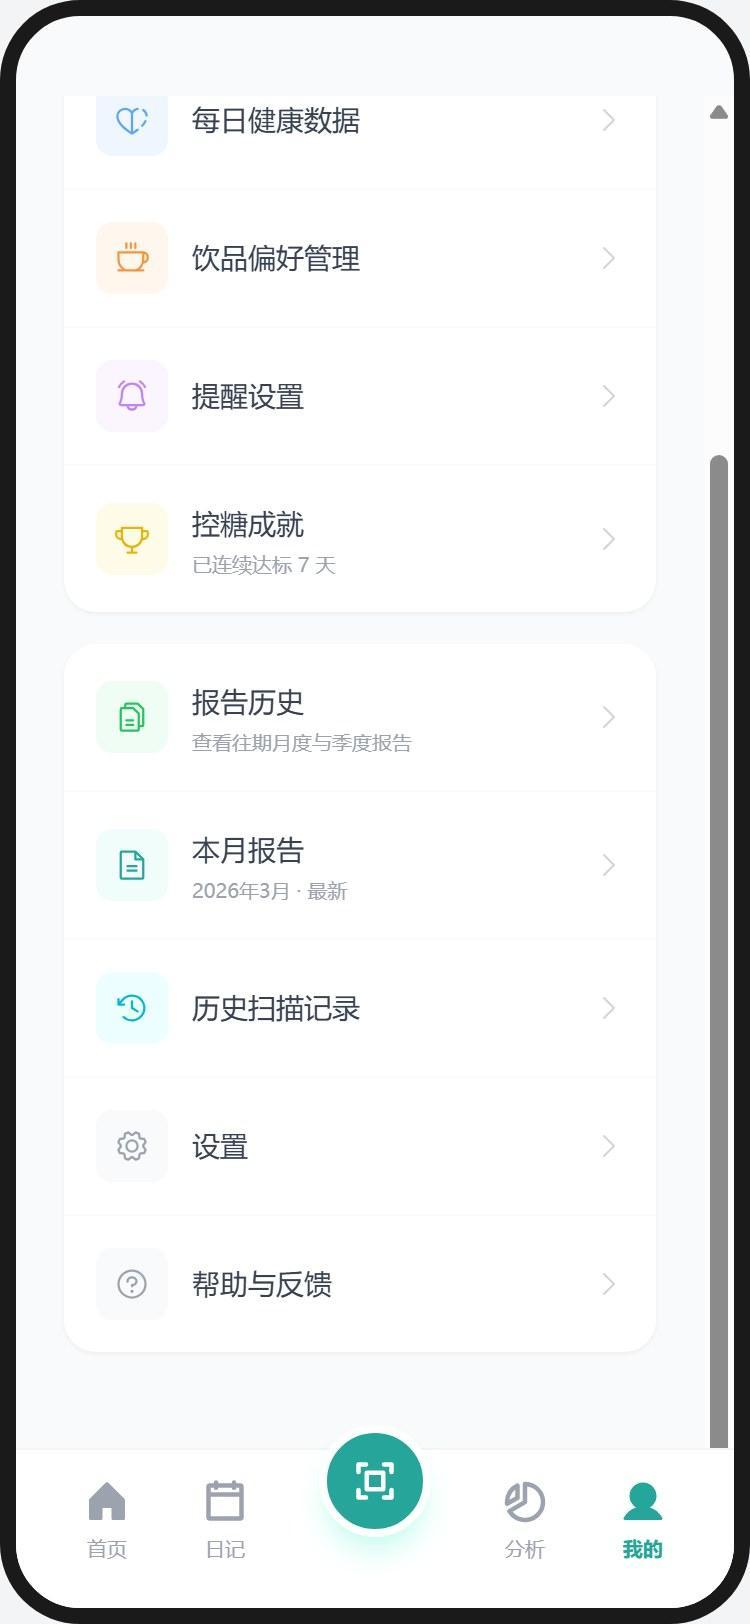 每日健康数据
饮品偏好管理
提醒设置
控糖成就
已连续达标 7 天
报告历史
查看往期月度与季度报告
本月报告
2026年3月 · 最新
历史扫描记录
设置
帮助与反馈
首页
日记
分析
我的